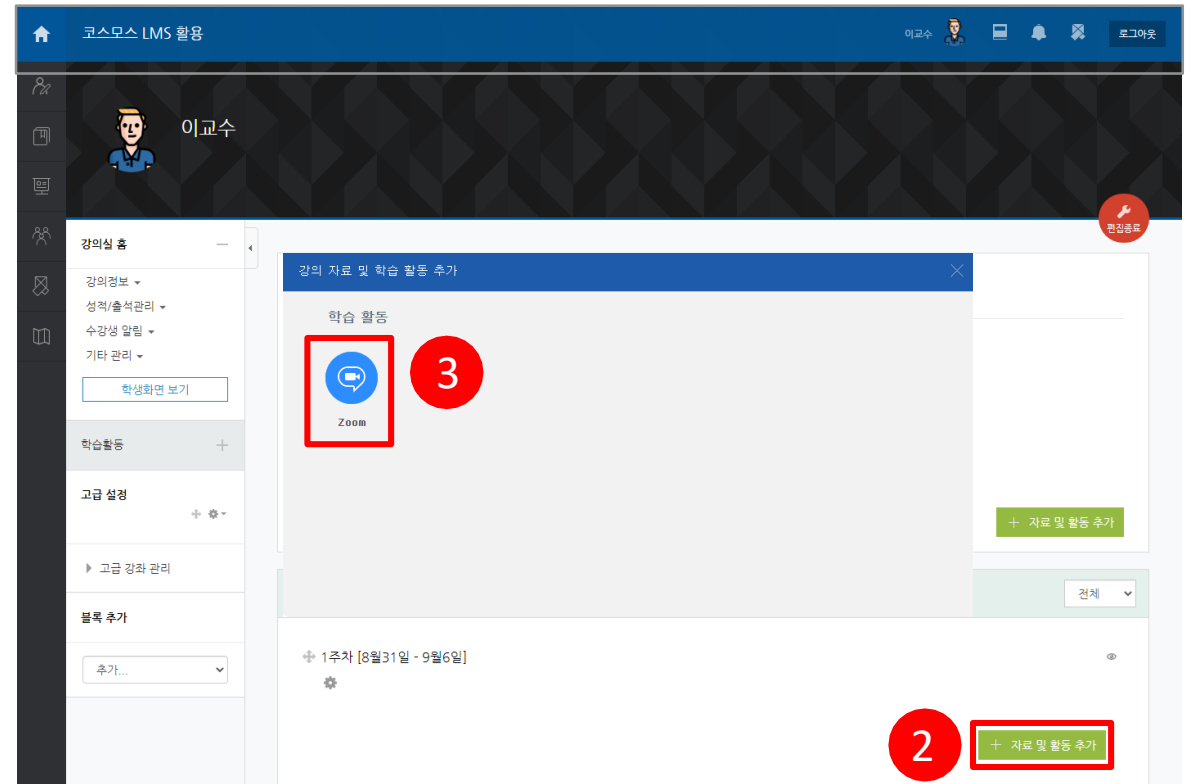 코스모스 LMS 활용
이교수
로그아웃
이교수
편집종료
강의실 홈
강의정보
성적/출석관리
수강생 알림
기타 관리
학생화면 보기
학습활동
고급 설정
고급 강좌 관리
블록 추가
추가...
강의 자료 및 학습 활동 추가
학습 활동
Zoom
3
+ 자료 및 활동 추가
전체
1주차 [8월31일 - 9월6일]
2
+ 자료 및 활동 추가